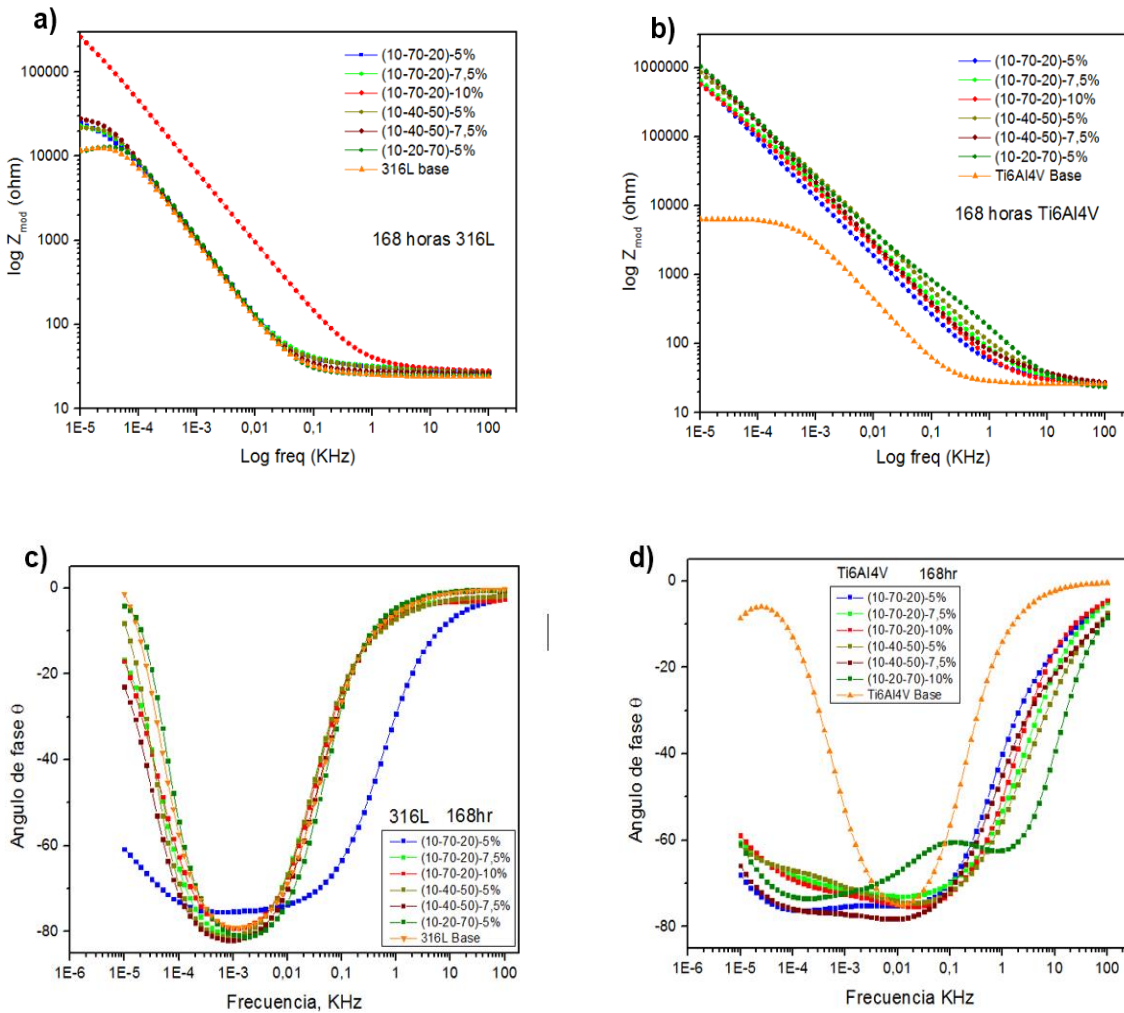 a)
100000
10000
1000
100
10
log Z_mod (ohm)
(10-70-20)-5%
(10-70-20)-7,5%
(10-70-20)-10%
(10-40-50)-5%
(10-40-50)-7,5%
(10-20-70)-5%
316L base
168 horas 316L
1E-5 1E-4 1E-3 0,01 0,1 1 10 100
Log freq (KHz)
b)
1000000
100000
10000
1000
100
10
log Z_mod (ohm)
(10-70-20)-5%
(10-70-20)-7,5%
(10-70-20)-10%
(10-40-50)-5%
(10-40-50)-7,5%
(10-20-70)-5%
Ti6Al4V Base
168 horas Ti6Al4V
1E-5 1E-4 1E-3 0,01 0,1 1 10 100
Log freq (KHz)
c)
0
-20
-40
-60
-80
Angulo de fase θ
316L 168hr
(10-70-20)-5%
(10-70-20)-7,5%
(10-70-20)-10%
(10-40-50)-5%
(10-40-50)-7,5%
(10-20-70)-5%
316L Base
1E-6 1E-5 1E-4 1E-3 0,01 0,1 1 10 100
Frecuencia, KHz
d)
0
-20
-40
-60
-80
Angulo de fase θ
Ti6Al4V 168hr
(10-70-20)-5%
(10-70-20)-7,5%
(10-70-20)-10%
(10-40-50)-5%
(10-40-50)-7,5%
(10-20-70)-10%
Ti6Al4V Base
1E-6 1E-5 1E-4 1E-3 0,01 0,1 1 10 100
Frecuencia KHz